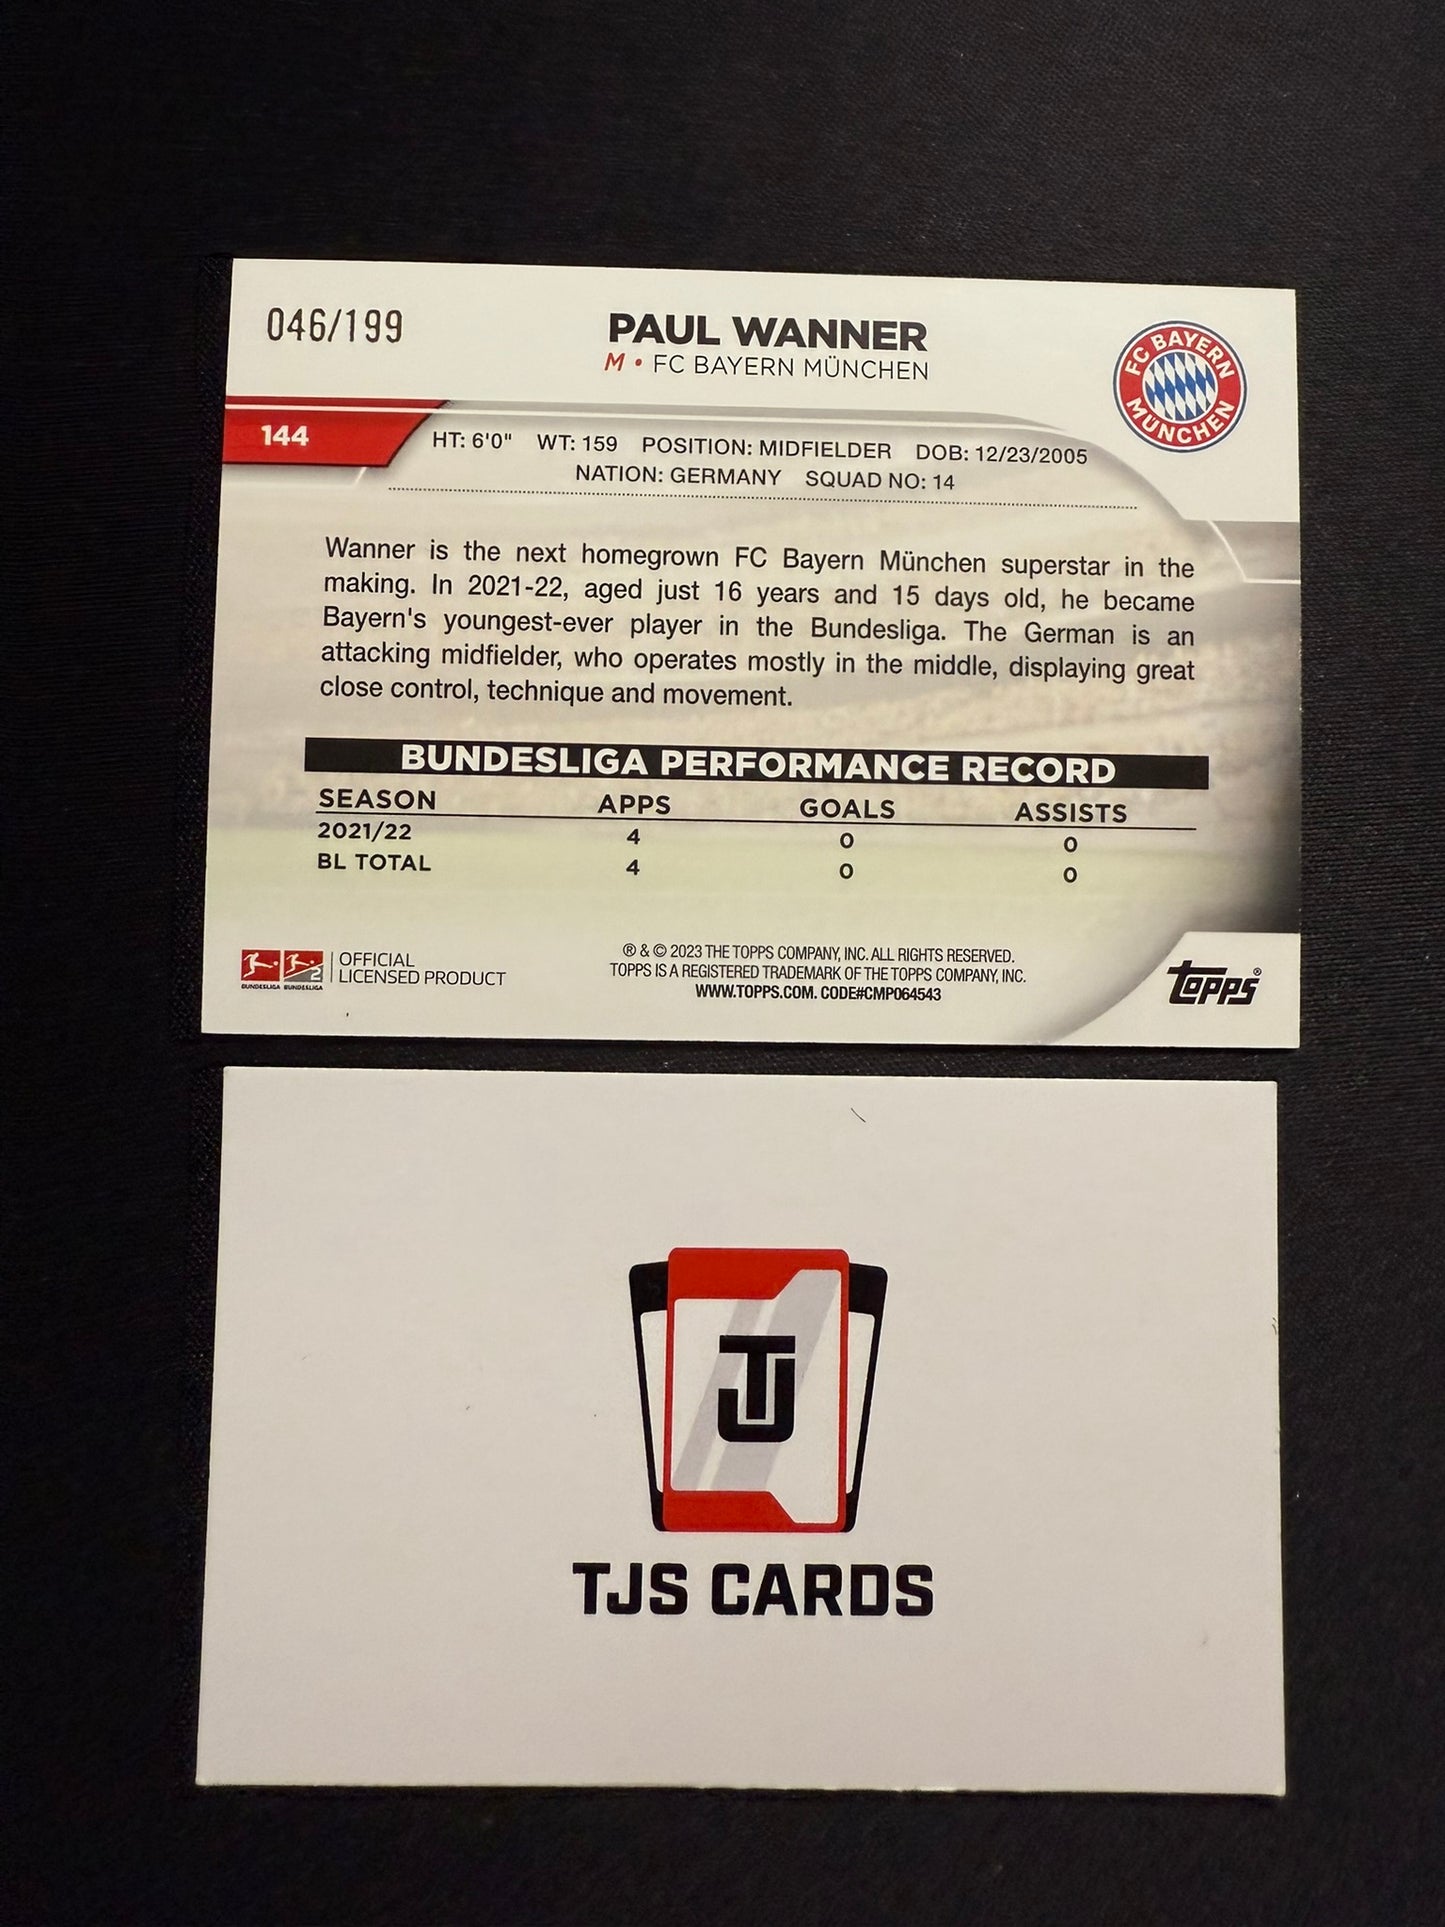 046/199
PAUL WANNER
M • FC BAYERN MÜNCHEN
FC BAYERN
MÜNCHEN
144
HT: 6'0" WT: 159 POSITION: MIDFIELDER DOB: 12/23/2005
NATION: GERMANY SQUAD NO: 14
Wanner is the next homegrown FC Bayern München superstar in the
making. In 2021-22, aged just 16 years and 15 days old, he became
Bayern's youngest-ever player in the Bundesliga. The German is an
attacking midfielder, who operates mostly in the middle, displaying great
close control, technique and movement.
BUNDESLIGA PERFORMANCE RECORD
SEASON APPS GOALS ASSISTS
2021/22 4 0 0
BL TOTAL 4 0 0
BUNDESLIGA 2 BUNDESLIGA
OFFICIAL
LICENSED PRODUCT
® & © 2023 THE TOPPS COMPANY, INC. ALL RIGHTS RESERVED.
TOPPS IS A REGISTERED TRADEMARK OF THE TOPPS COMPANY, INC.
WWW.TOPPS.COM. CODE#CMP064543
topps®
TJ
TJS CARDS